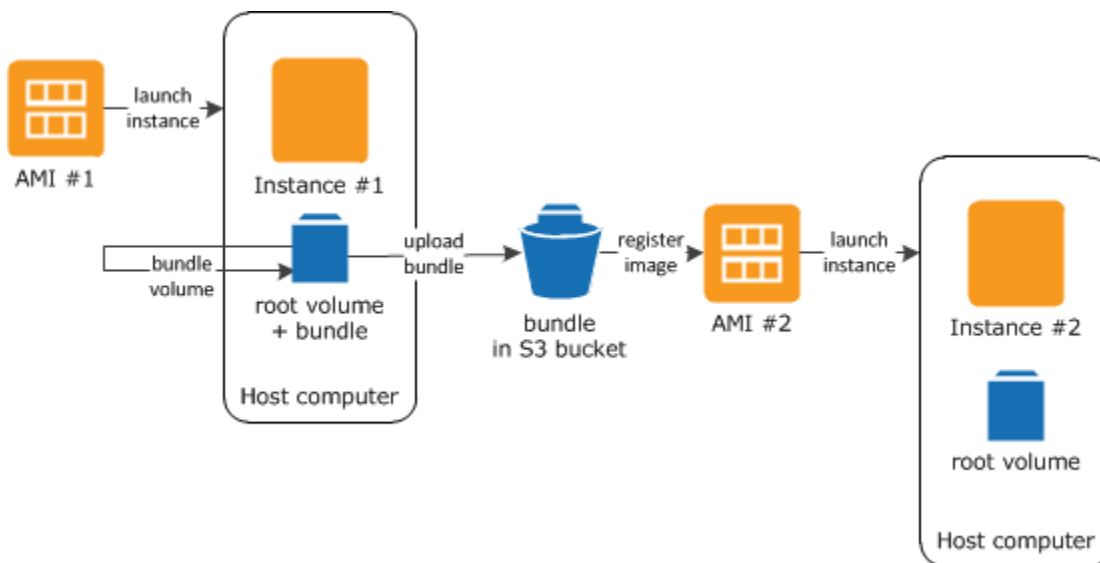 launch
instance
AMI #1
Instance #1
bundle
volume
root volume
+ bundle
Host computer
upload
bundle
bundle
in S3 bucket
register
image
AMI #2
launch
instance
Instance #2
root volume
Host computer